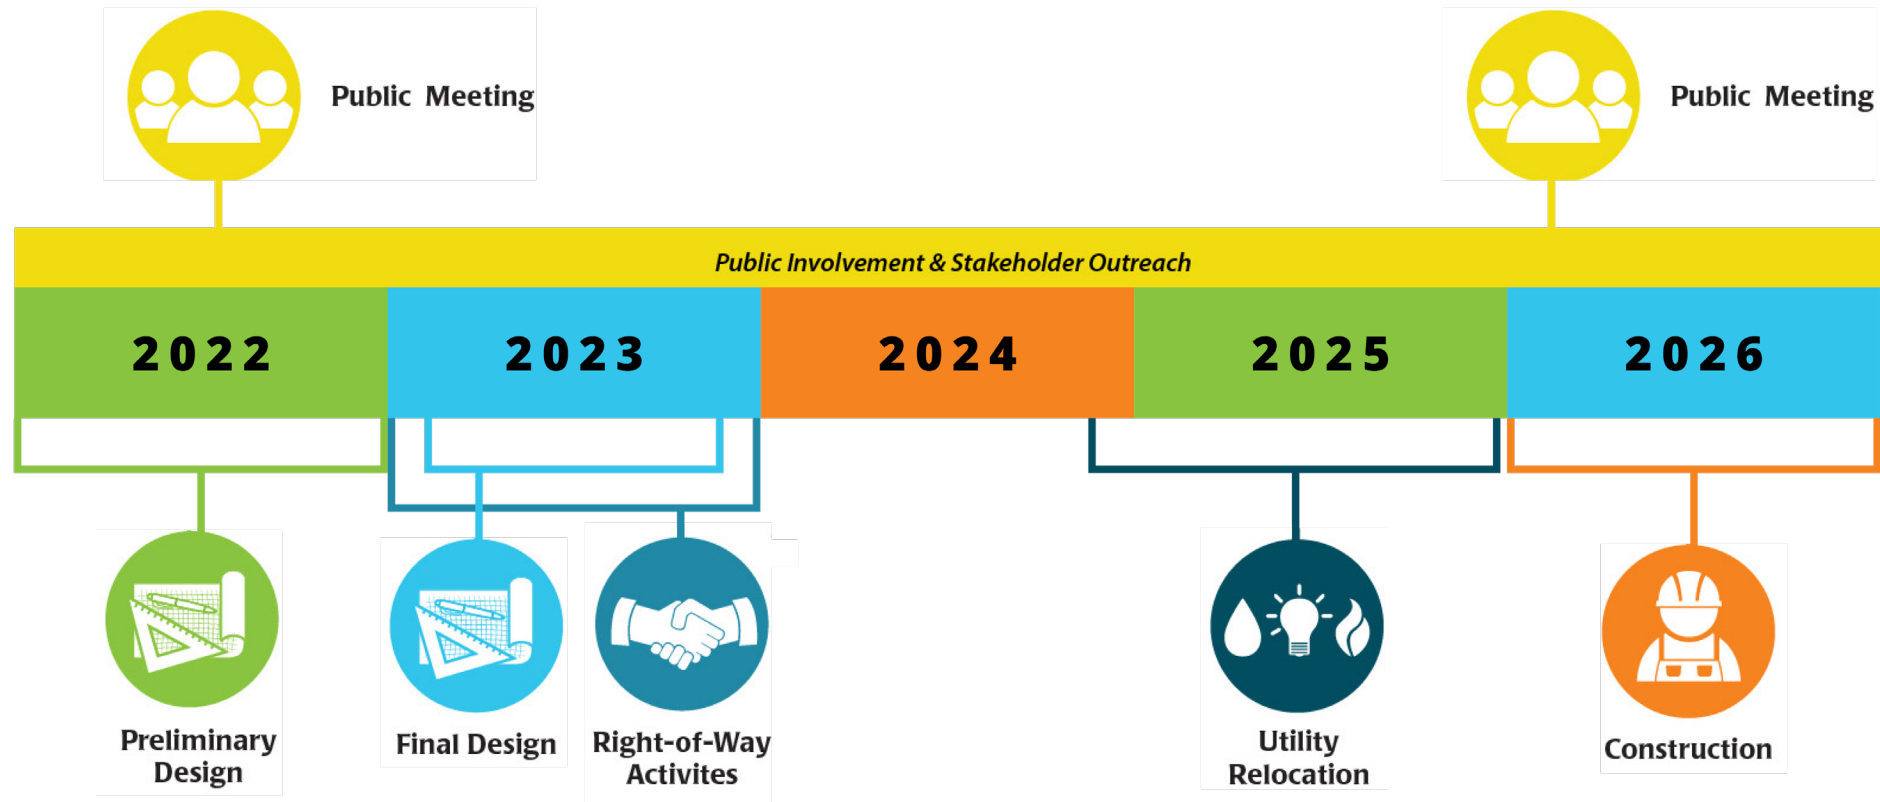 Public Meeting
Public Meeting
Public Involvement & Stakeholder Outreach
2022
2023
2024
2025
2026
Preliminary
Design
Final Design
Right-of-Way
Activites
Utility
Relocation
Construction